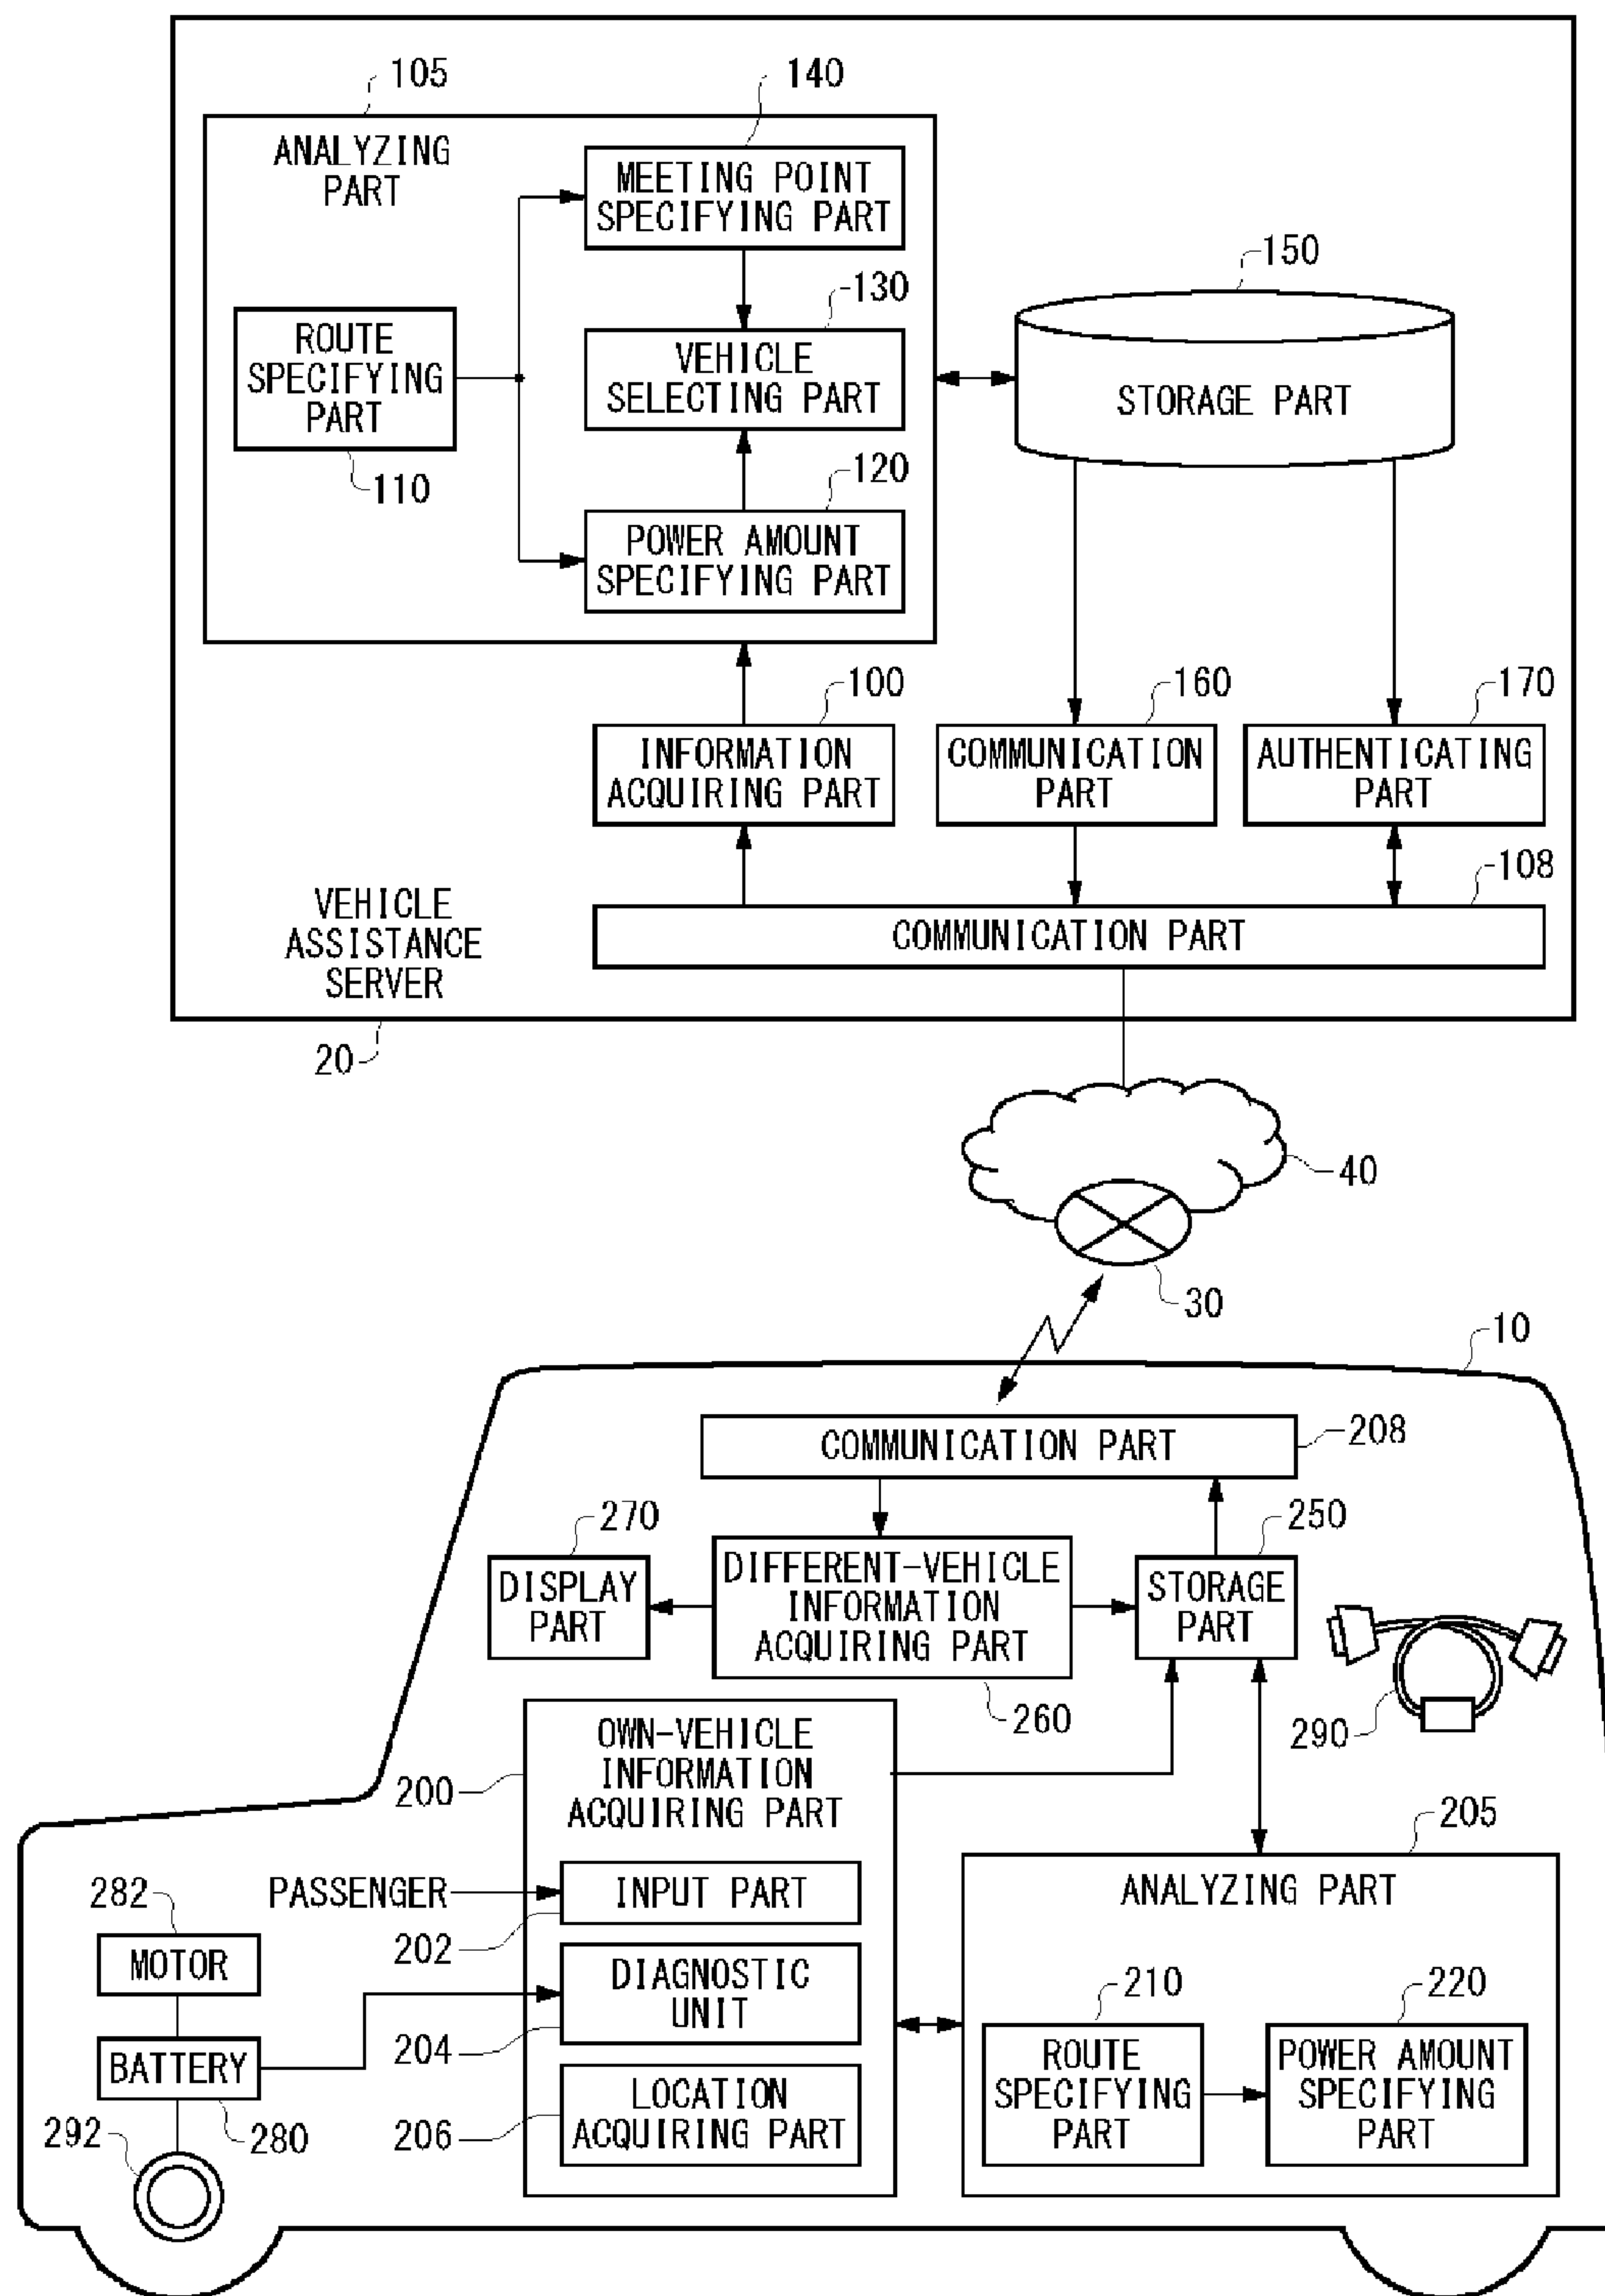 105
140
ANALYZING
PART
MEETING POINT
SPECIFYING PART
150
130
ROUTE
SPECIFYING
PART
VEHICLE
SELECTING PART
STORAGE PART
110
120
POWER AMOUNT
SPECIFYING PART
100
160
170
INFORMATION
ACQUIRING PART
COMMUNICATION
PART
AUTHENTICATING
PART
108
VEHICLE
ASSISTANCE
SERVER
COMMUNICATION PART
20
40
30
10
COMMUNICATION PART
208
270
250
DISPLAY
PART
DIFFERENT-VEHICLE
INFORMATION
ACQUIRING PART
STORAGE
PART
260
290
OWN-VEHICLE
INFORMATION
ACQUIRING PART
200
205
282
PASSENGER
INPUT PART
ANALYZING PART
202
MOTOR
DIAGNOSTIC
UNIT
210
220
204
BATTERY
ROUTE
SPECIFYING
PART
POWER AMOUNT
SPECIFYING
PART
LOCATION
ACQUIRING PART
292
280
206